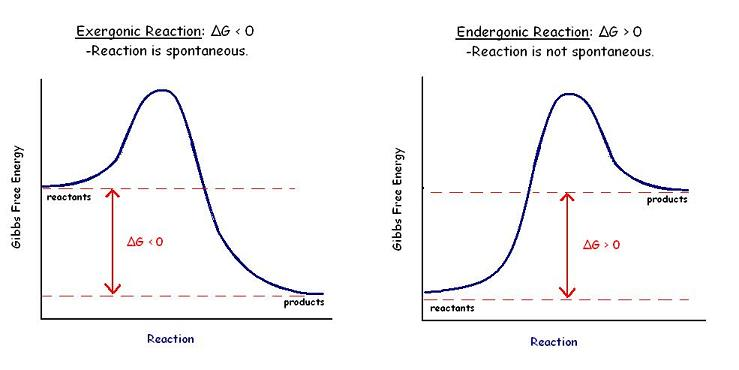 Exergonic Reaction: ΔG < 0
-Reaction is spontaneous.
Gibbs Free Energy
reactants
ΔG < 0
products
Reaction
Endergonic Reaction: ΔG > 0
-Reaction is not spontaneous.
Gibbs Free Energy
products
ΔG > 0
reactants
Reaction